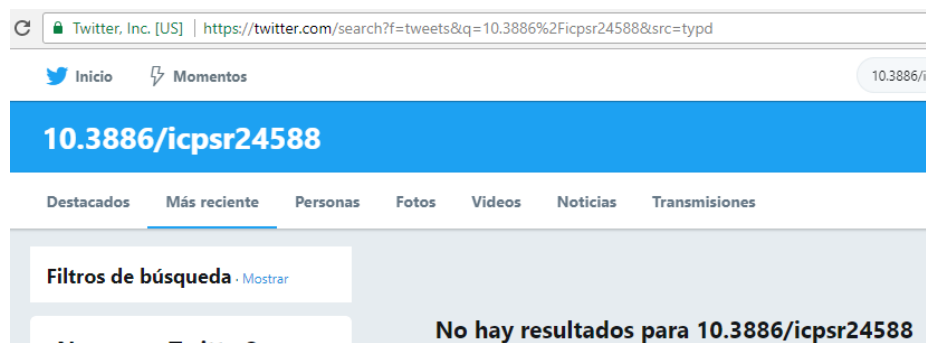 Twitter, Inc. [US] | https://twitter.com/search?f=tweets&q=10.3886%2Ficpsr24588&src=typd
Inicio Momentos 10.3886/i
10.3886/icpsr24588
Destacados Más reciente Personas Fotos Videos Noticias Transmisiones
Filtros de búsqueda · Mostrar
No hay resultados para 10.3886/icpsr24588